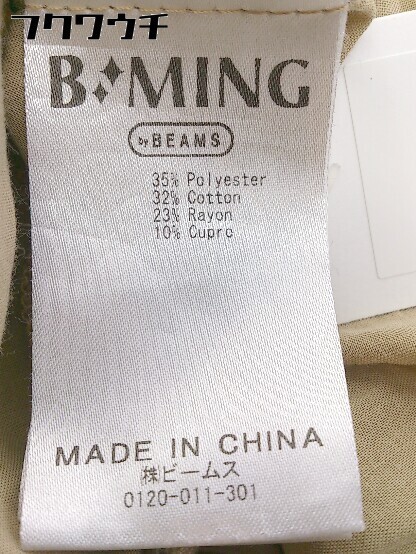 フクワウチ
B MING
by BEAMS
35% Polyester
32% Cotton
23% Rayon
10% Cupro
MADE IN CHINA
㈱ビームス
0120-011-301